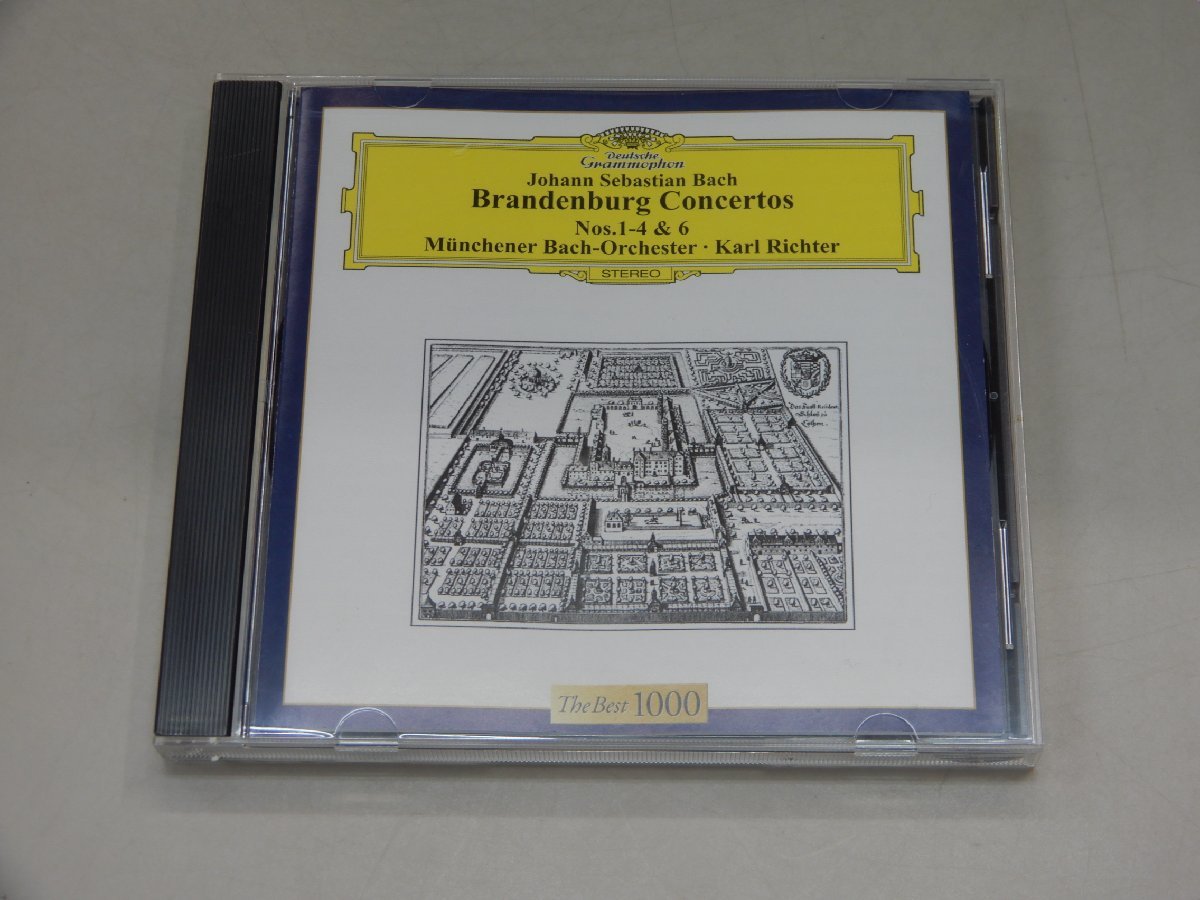 Deutsche
Grammophon
Johann Sebastian Bach
Brandenburg Concertos
Nos.1-4 & 6
Münchener Bach-Orchester · Karl Richter
STEREO
The Best 1000